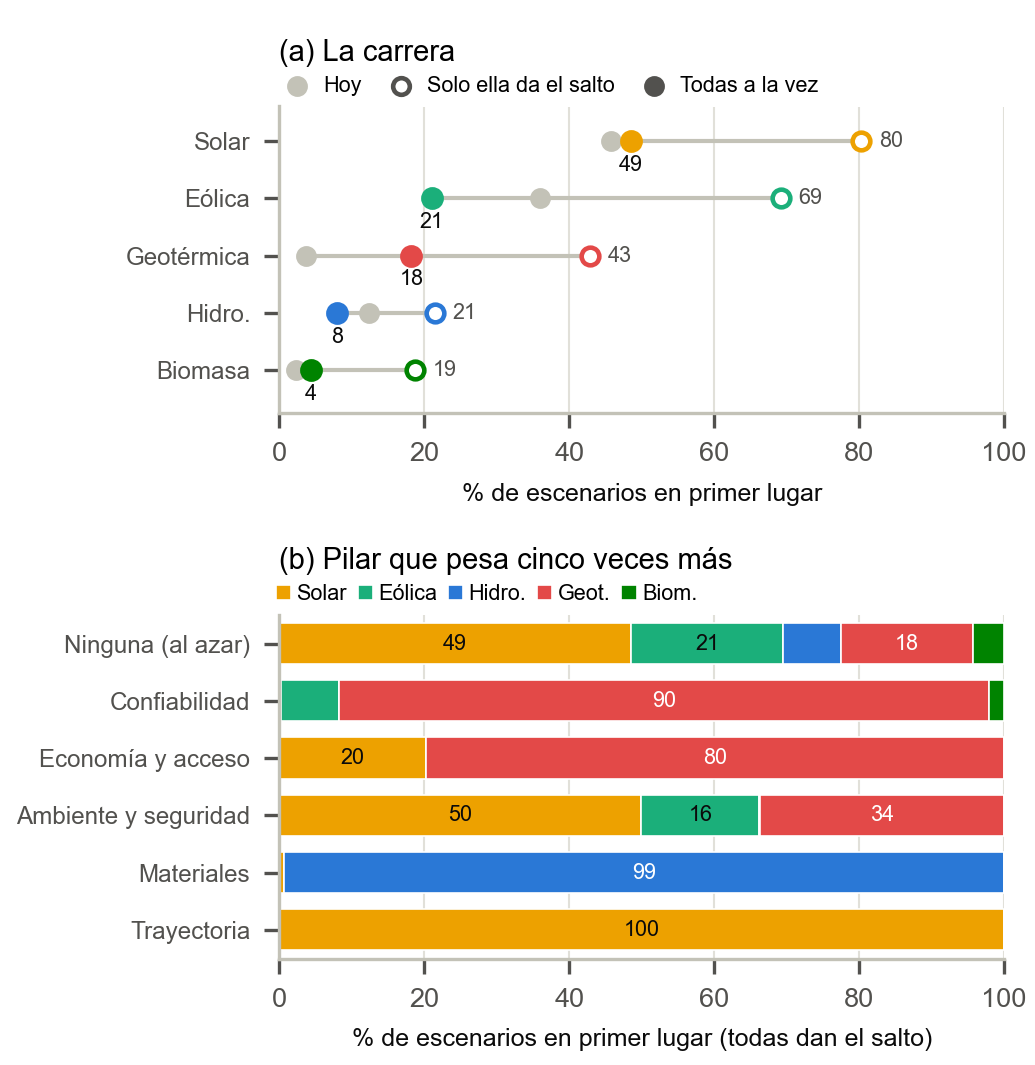 (a) La carrera
Hoy Solo ella da el salto Todas a la vez
Solar 80
49
Eólica 69
21
Geotérmica 43
18
Hidro. 21
8
Biomasa 19
4
0 20 40 60 80 100
% de escenarios en primer lugar
(b) Pilar que pesa cinco veces más
Solar Eólica Hidro. Geot. Biom.
Ninguna (al azar) 49 21 18
Confiabilidad 90
Economía y acceso 20 80
Ambiente y seguridad 50 16 34
Materiales 99
Trayectoria 100
0 20 40 60 80 100
% de escenarios en primer lugar (todas dan el salto)